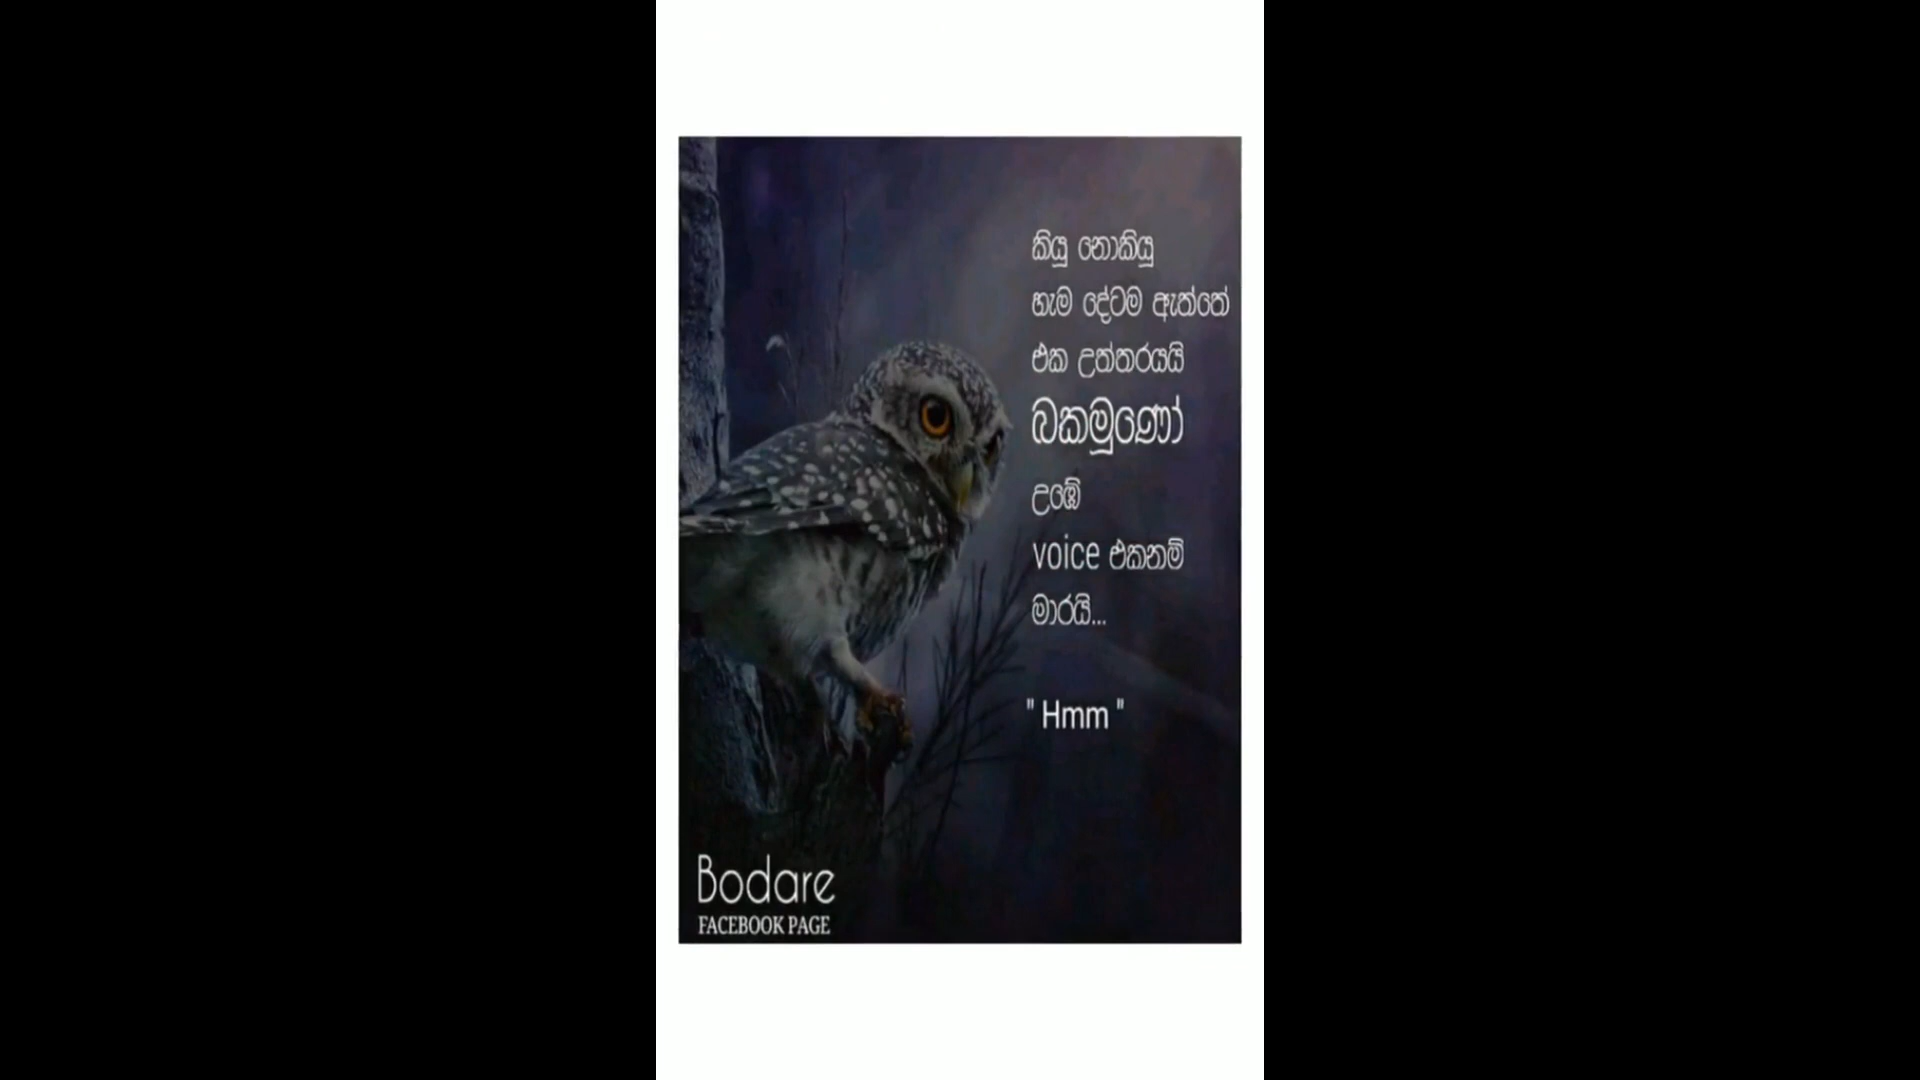 කියූ නොකියූ
හැම දේටම ඇත්තේ
එක උත්තරයයි
බකමූණෝ
උඹේ
voice එකනම්
මාරයි...
" Hmm "
Bodare
FACEBOOK PAGE